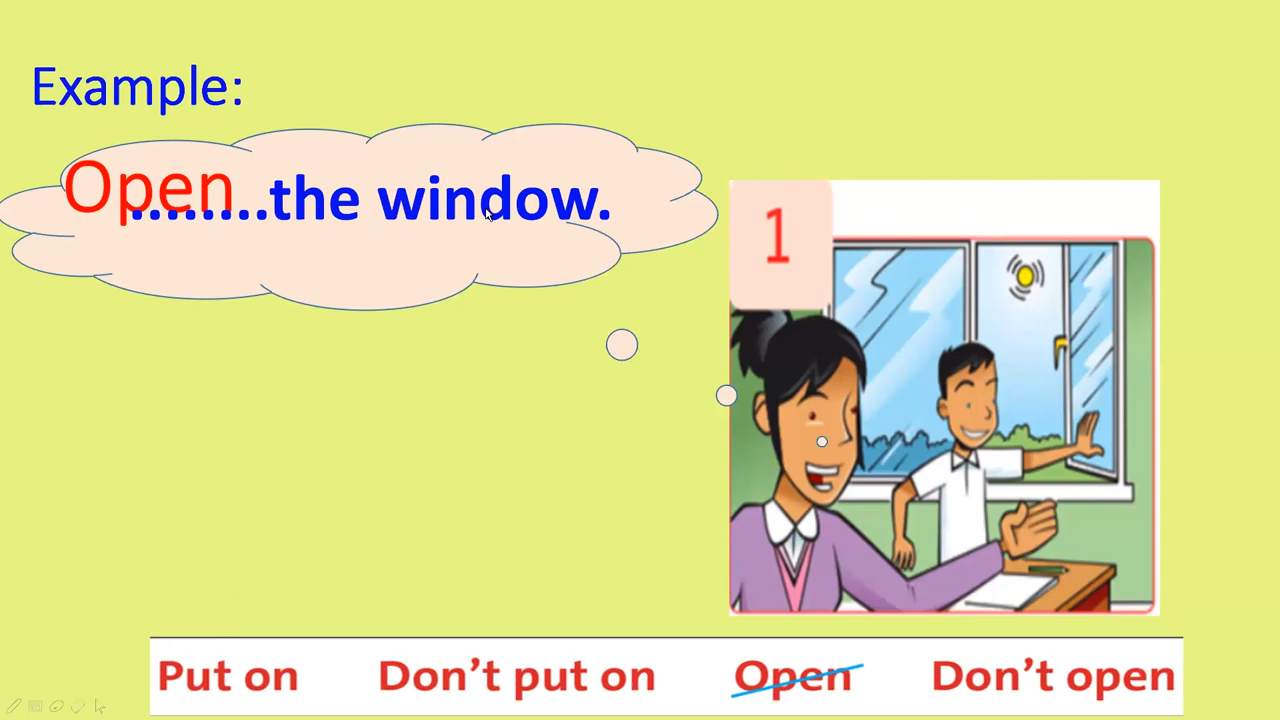 Example:
Open
........the window.
1
Put on Don't put on Open Don't open